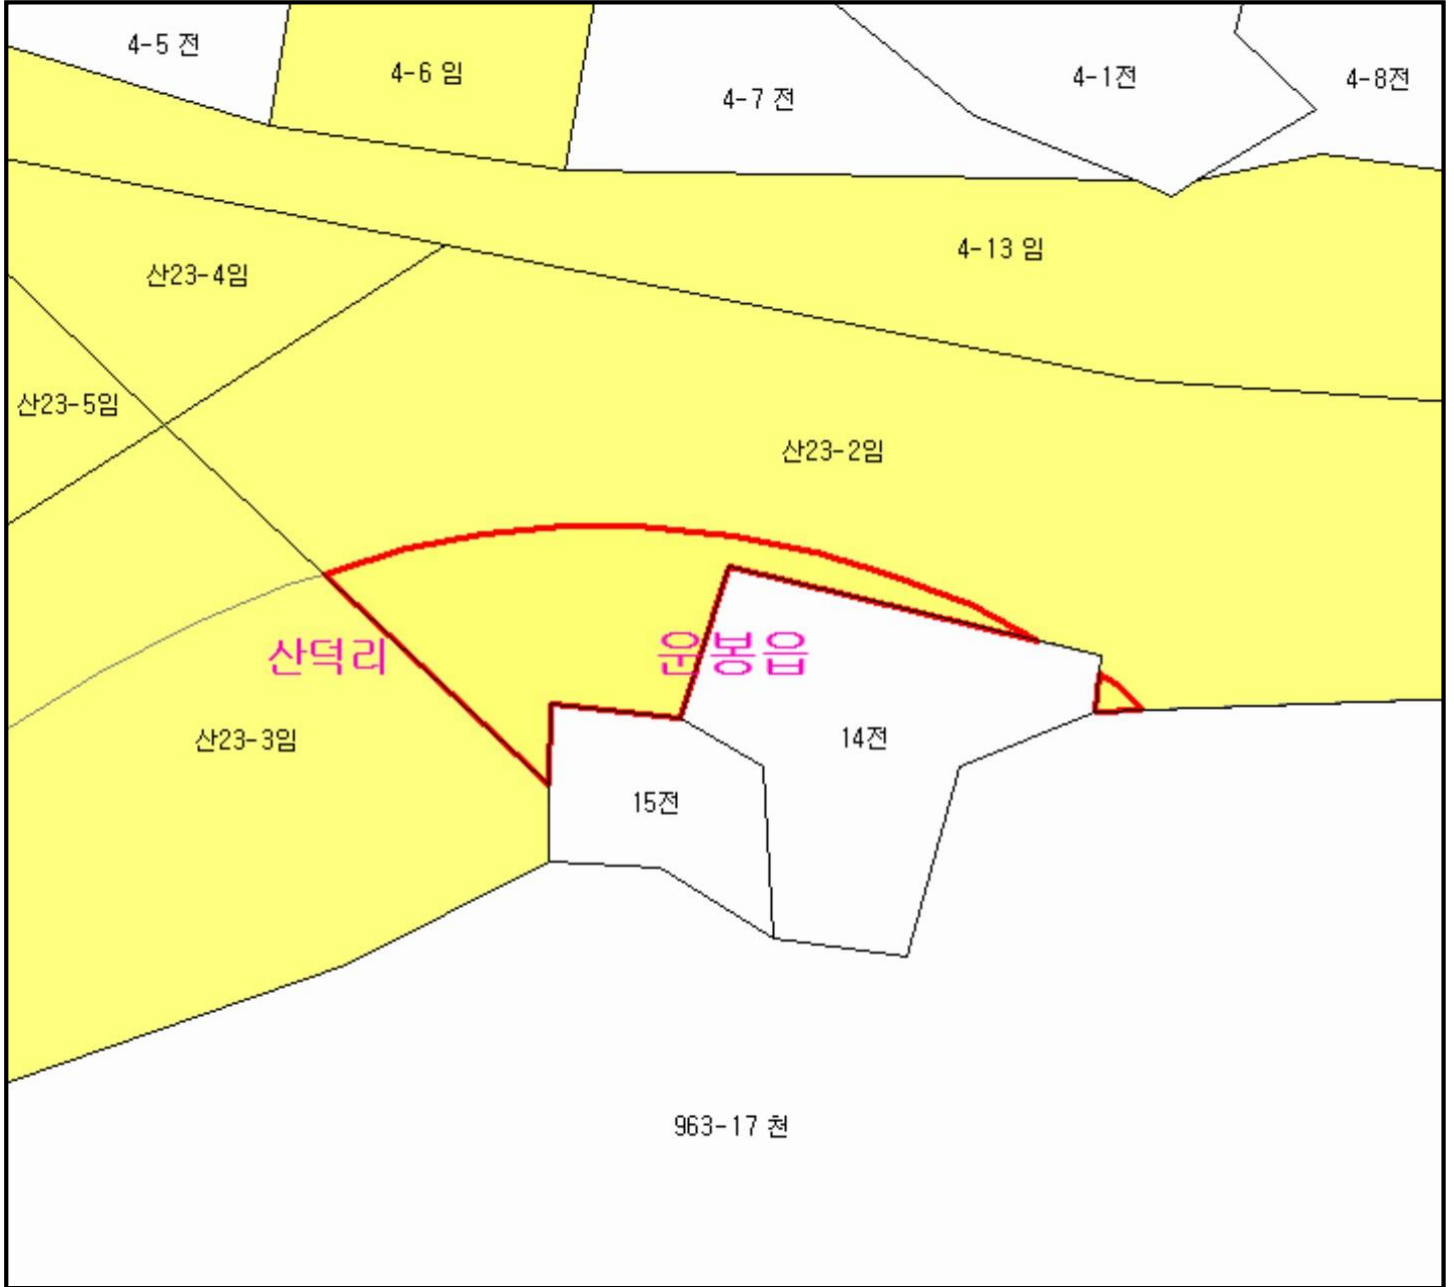 4-5 전
4-6 임
4-7 전
4-1전
4-8전
4-13 임
산23-4임
산23-5임
산23-2임
산덕리
운봉읍
산23-3임
14전
15전
963-17 천